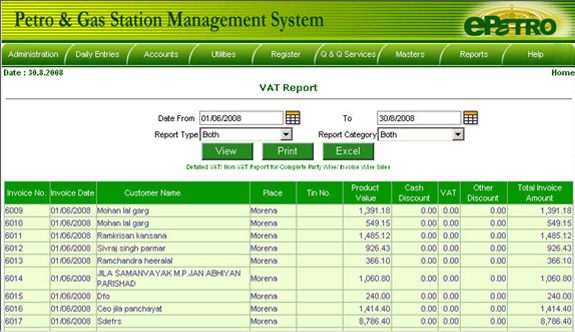 Petro & Gas Station Management System
ePETRO
Administration Daily Entries Accounts Utilities Register Q & Q Services Masters Reports Help
Date : 30.8.2008 Home
VAT Report
Date From 01/06/2008 To 30/8/2008
Report Type Both Report Category Both
View Print Excel
Detailed VAT/ Non VAT Report for Complete Party Wise/ Invoice Wise Sales
Invoice No. Invoice Date Customer Name Place Tin No. Product Value Cash Discount VAT Other Discount Total Invoice Amount
6009 01/06/2008 Mohan lal garg Morena 1,391.18 0.00 0.00 0.00 1,391.18
6010 01/06/2008 Mohan lal garg Morena 549.15 0.00 0.00 0.00 549.15
6011 01/06/2008 Ramkrisan kansana Morena 1,485.12 0.00 0.00 0.00 1,485.12
6012 01/06/2008 Sivraj singh parmar Morena 926.43 0.00 0.00 0.00 926.43
6013 01/06/2008 Ramchandra heeralal Morena 366.10 0.00 0.00 0.00 366.10
6014 01/06/2008 JILA SAMANVAYAK M.P.JAN ABHIYAN PARISHAD Morena 1,060.80 0.00 0.00 0.00 1,060.80
6015 01/06/2008 Dfo Morena 240.00 0.00 0.00 0.00 240.00
6016 01/06/2008 Ceo jila panchayat Morena 1,414.40 0.00 0.00 0.00 1,414.40
6017 01/06/2008 Sdefrs Morena 8,786.40 0.00 0.00 0.00 8,786.40